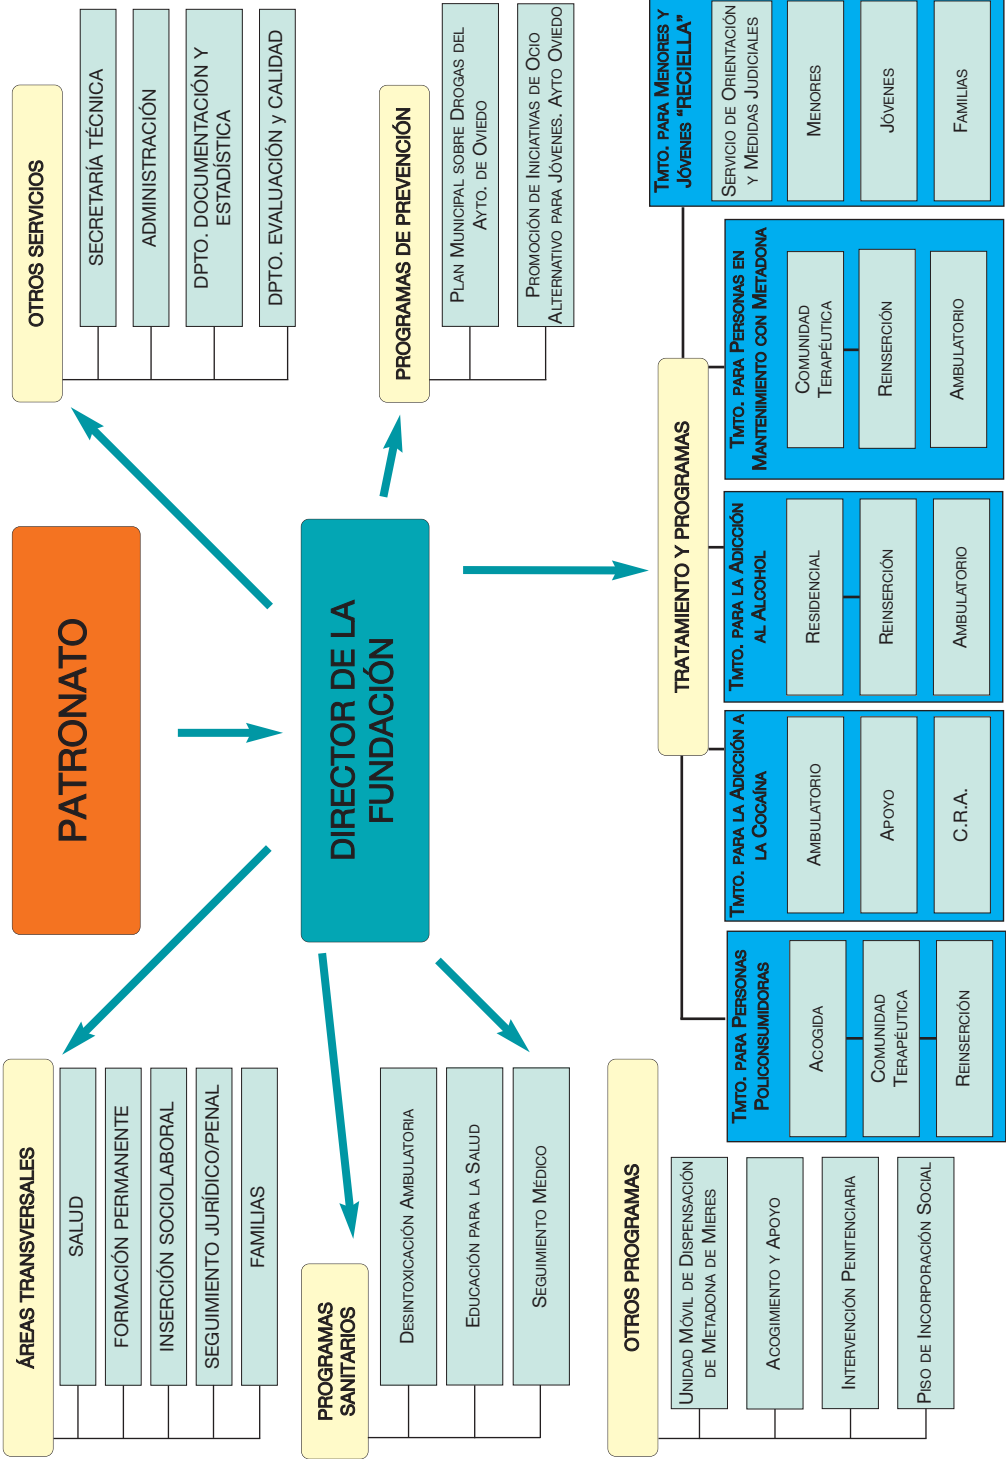 PATRONATO
DIRECTOR DE LA
FUNDACIÓN
ÁREAS TRANSVERSALES
SALUD
FORMACIÓN PERMANENTE
INSERCIÓN SOCIOLABORAL
SEGUIMIENTO JURÍDICO/PENAL
FAMILIAS
OTROS SERVICIOS
SECRETARÍA TÉCNICA
ADMINISTRACIÓN
DPTO. DOCUMENTACIÓN Y
ESTADÍSTICA
DPTO. EVALUACIÓN y CALIDAD
PROGRAMAS
SANITARIOS
DESINTOXICACIÓN AMBULATORIA
EDUCACIÓN PARA LA SALUD
SEGUIMIENTO MÉDICO
PROGRAMAS DE PREVENCIÓN
PLAN MUNICIPAL SOBRE DROGAS DEL
AYTO. DE OVIEDO
PROMOCIÓN DE INICIATIVAS DE OCIO
ALTERNATIVO PARA JÓVENES. AYTO OVIEDO
OTROS PROGRAMAS
UNIDAD MÓVIL DE DISPENSACIÓN
DE METADONA DE MIERES
ACOGIMIENTO Y APOYO
INTERVENCIÓN PENITENCIARIA
PISO DE INCORPORACIÓN SOCIAL
TRATAMIENTO Y PROGRAMAS
TMTO. PARA PERSONAS
POLICONSUMIDORAS
ACOGIDA
COMUNIDAD
TERAPÉUTICA
REINSERCIÓN
TMTO. PARA LA ADICCIÓN A
LA COCAÍNA
AMBULATORIO
APOYO
C.R.A.
TMTO. PARA LA ADICCIÓN
AL ALCOHOL
RESIDENCIAL
REINSERCIÓN
AMBULATORIO
TMTO. PARA PERSONAS EN
MANTENIMIENTO CON METADONA
COMUNIDAD
TERAPÉUTICA
REINSERCIÓN
AMBULATORIO
TMTO. PARA MENORES Y
JÓVENES "RECIELLA"
SERVICIO DE ORIENTACIÓN
Y MEDIDAS JUDICIALES
MENORES
JÓVENES
FAMILIAS